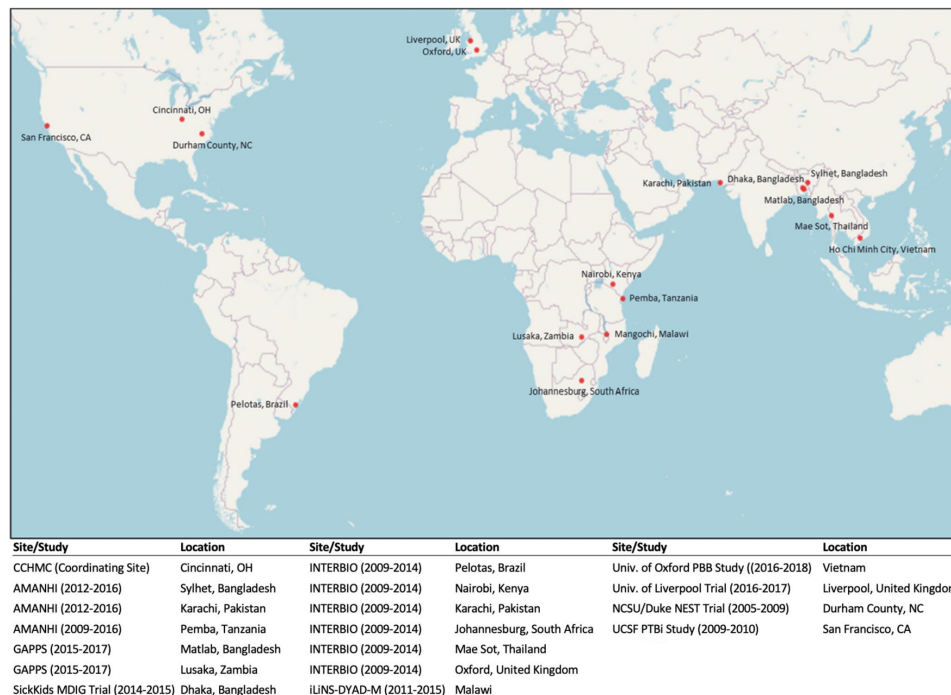 Liverpool, UK
Oxford, UK
Cincinnati, OH
San Francisco, CA
Durham County, NC
Karachi, Pakistan
Dhaka, Bangladesh
Sylhet, Bangladesh
Matlab, Bangladesh
Mae Sot, Thailand
Ho Chi Minh City, Vietnam
Nairobi, Kenya
Pemba, Tanzania
Lusaka, Zambia
Mangochi, Malawi
Johannesburg, South Africa
Pelotas, Brazil
Site/Study Location Site/Study Location Site/Study Location
CCHMC (Coordinating Site) Cincinnati, OH INTERBIO (2009-2014) Pelotas, Brazil Univ. of Oxford PBB Study ((2016-2018) Vietnam
AMANHI (2012-2016) Sylhet, Bangladesh INTERBIO (2009-2014) Nairobi, Kenya Univ. of Liverpool Trial (2016-2017) Liverpool, United Kingdom
AMANHI (2012-2016) Karachi, Pakistan INTERBIO (2009-2014) Karachi, Pakistan NCSU/Duke NEST Trial (2005-2009) Durham County, NC
AMANHI (2009-2016) Pemba, Tanzania INTERBIO (2009-2014) Johannesburg, South Africa UCSF PTBi Study (2009-2010) San Francisco, CA
GAPPS (2015-2017) Matlab, Bangladesh INTERBIO (2009-2014) Mae Sot, Thailand
GAPPS (2015-2017) Lusaka, Zambia INTERBIO (2009-2014) Oxford, United Kingdom
SickKids MDIG Trial (2014-2015) Dhaka, Bangladesh iLiNS-DYAD-M (2011-2015) Malawi